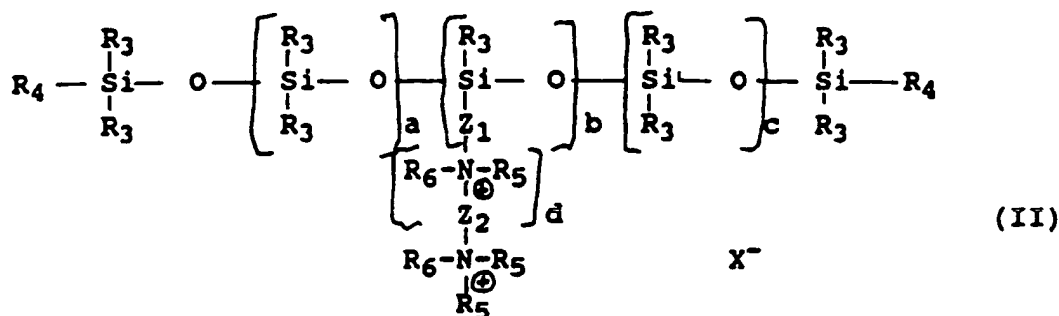 R3 R3 R3 R3 R3
R4 — Si — O — Si — O — Si — O — Si — O — Si — R4
R3 R3 a Z1 b R3 c R3
R6-N-R5
⊕
Z2 d
(II)
R6-N-R5 X-
⊕
R5